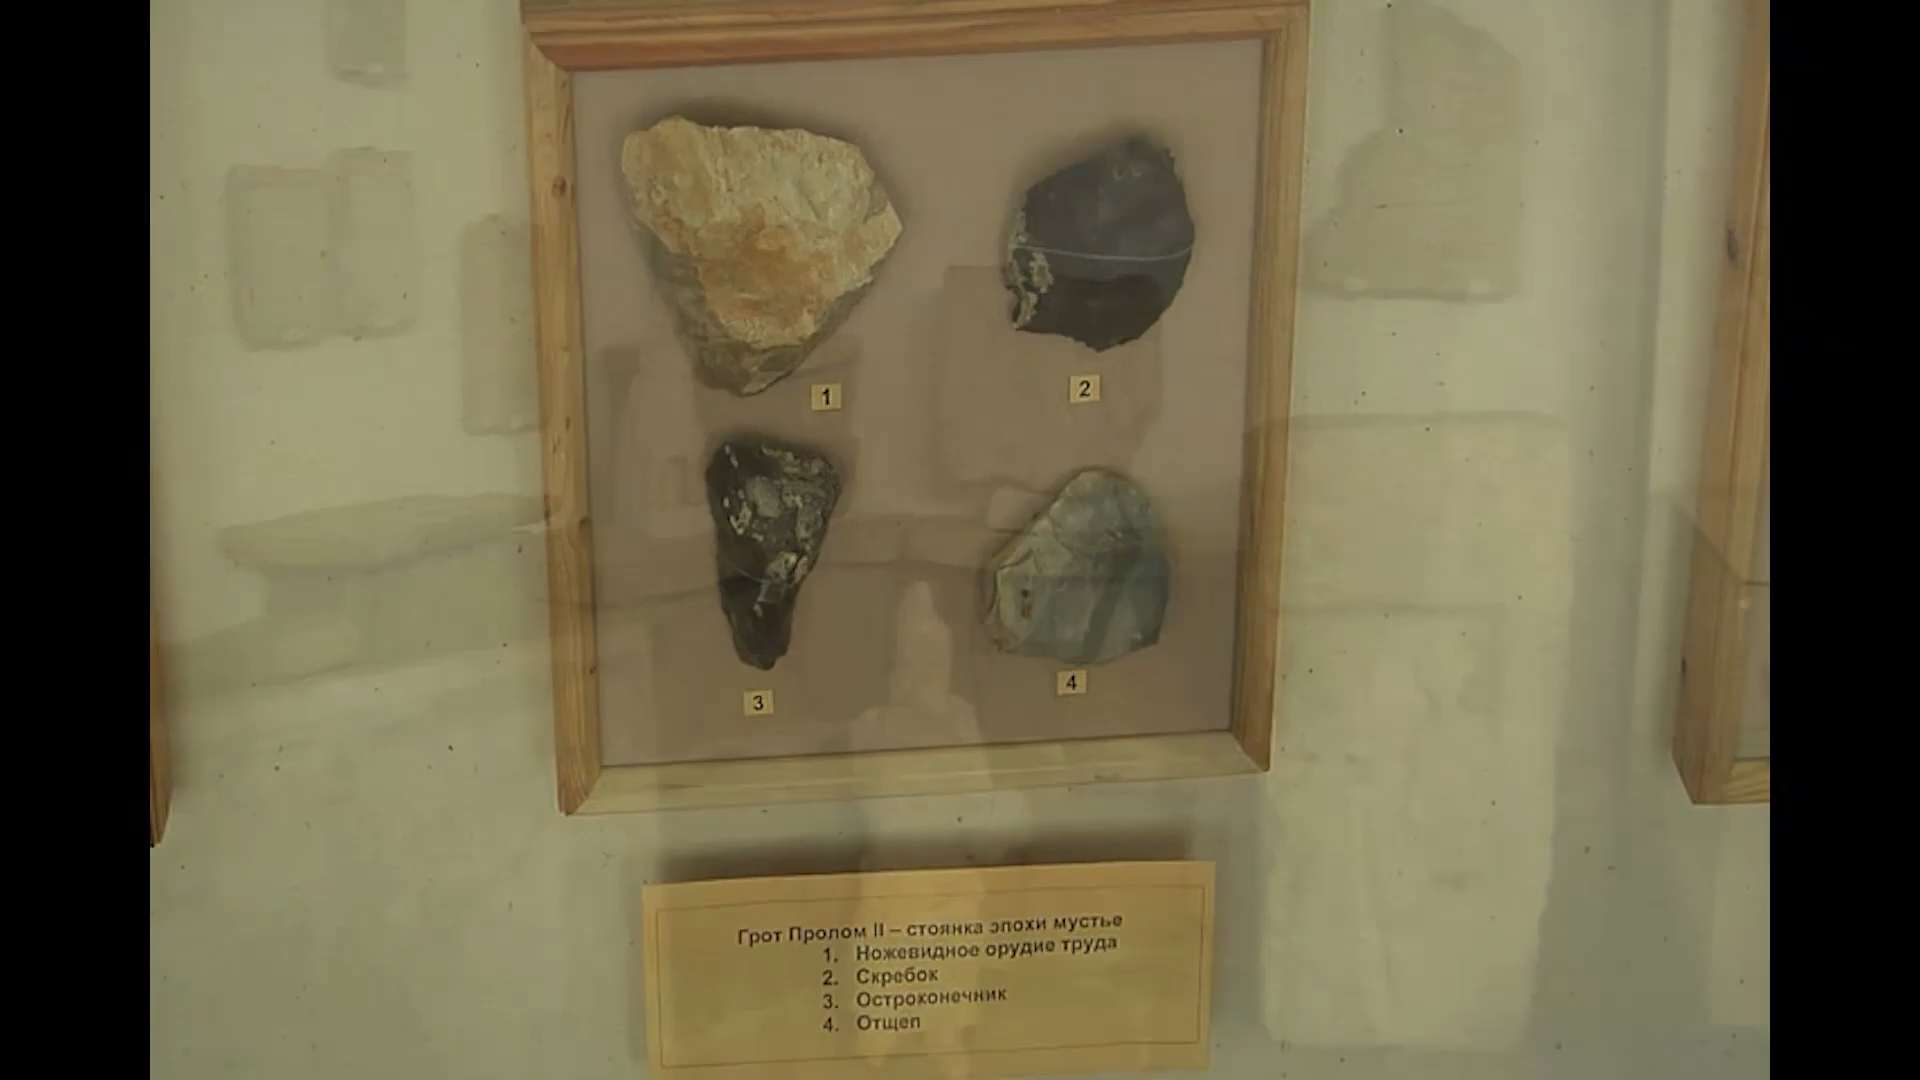 1
2
3
4
Грот Пролом II – стоянка эпохи мустье
1. Ножевидное орудие труда
2. Скребок
3. Остроконечник
4. Отщеп